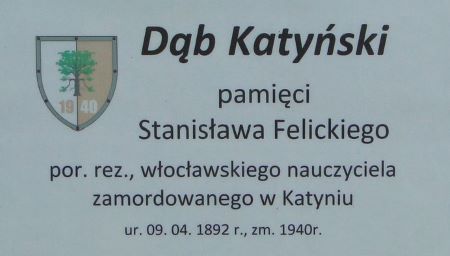 Dąb Katyński
19 40
pamięci
Stanisława Felickiego
por. rez., włocławskiego nauczyciela
zamordowanego w Katyniu
ur. 09. 04. 1892 r., zm. 1940r.